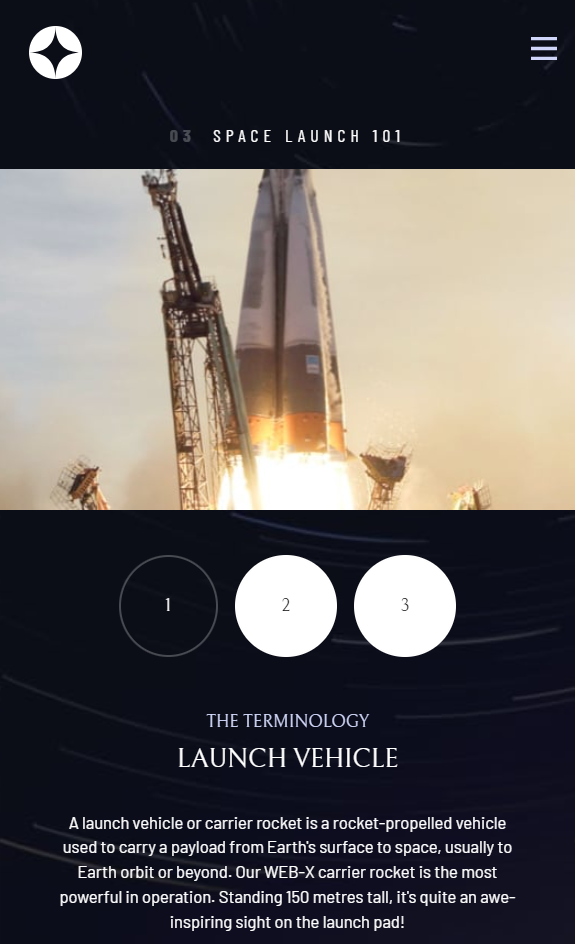 03 SPACE LAUNCH 101
1 2 3
THE TERMINOLOGY
LAUNCH VEHICLE
A launch vehicle or carrier rocket is a rocket-propelled vehicle
used to carry a payload from Earth's surface to space, usually to
Earth orbit or beyond. Our WEB-X carrier rocket is the most
powerful in operation. Standing 150 metres tall, it's quite an awe-
inspiring sight on the launch pad!